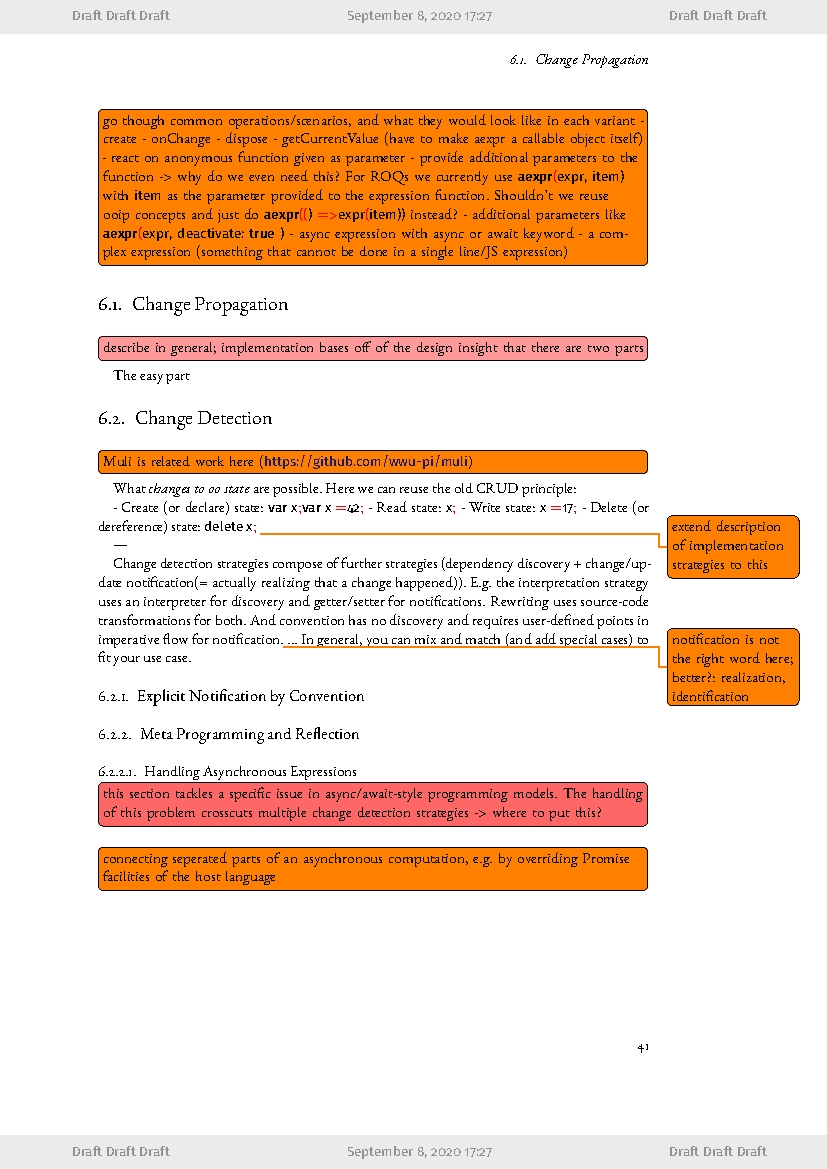 Draft Draft Draft September 8, 2020 17:27 Draft Draft Draft
6.1. Change Propagation
go though common operations/scenarios, and what they would look like in each variant -
create - onChange - dispose - getCurrentValue (have to make aexpr a callable object itself)
- react on anonymous function given as parameter - provide additional parameters to the
function -> why do we even need this? For ROQs we currently use aexpr(expr, item)
with item as the parameter provided to the expression function. Shouldn't we reuse
ooip concepts and just do aexpr(() =>expr(item)) instead? - additional parameters like
aexpr(expr, deactivate: true ) - async expression with async or await keyword - a com-
plex expression (something that cannot be done in a single line/JS expression)
6.1. Change Propagation
describe in general; implementation bases off of the design insight that there are two parts
The easy part
6.2. Change Detection
Muli is related work here (https://github.com/wwu-pi/muli)
What changes to oo state are possible. Here we can reuse the old CRUD principle:
- Create (or declare) state: var x;var x =42; - Read state: x; - Write state: x =17; - Delete (or
dereference) state: delete x;
extend description
of implementation
strategies to this
—
Change detection strategies compose of further strategies (dependency discovery + change/up-
date notification(= actually realizing that a change happened)). E.g. the interpretation strategy
uses an interpreter for discovery and getter/setter for notifications. Rewriting uses source-code
transformations for both. And convention has no discovery and requires user-defined points in
imperative flow for notification. ... In general, you can mix and match (and add special cases) to
fit your use case.
notification is not
the right word here;
better?: realization,
identification
6.2.1. Explicit Notification by Convention
6.2.2. Meta Programming and Reflection
6.2.2.1. Handling Asynchronous Expressions
this section tackles a specific issue in async/await-style programming models. The handling
of this problem crosscuts multiple change detection strategies -> where to put this?
connecting seperated parts of an asynchronous computation, e.g. by overriding Promise
facilities of the host language
41
Draft Draft Draft September 8, 2020 17:27 Draft Draft Draft